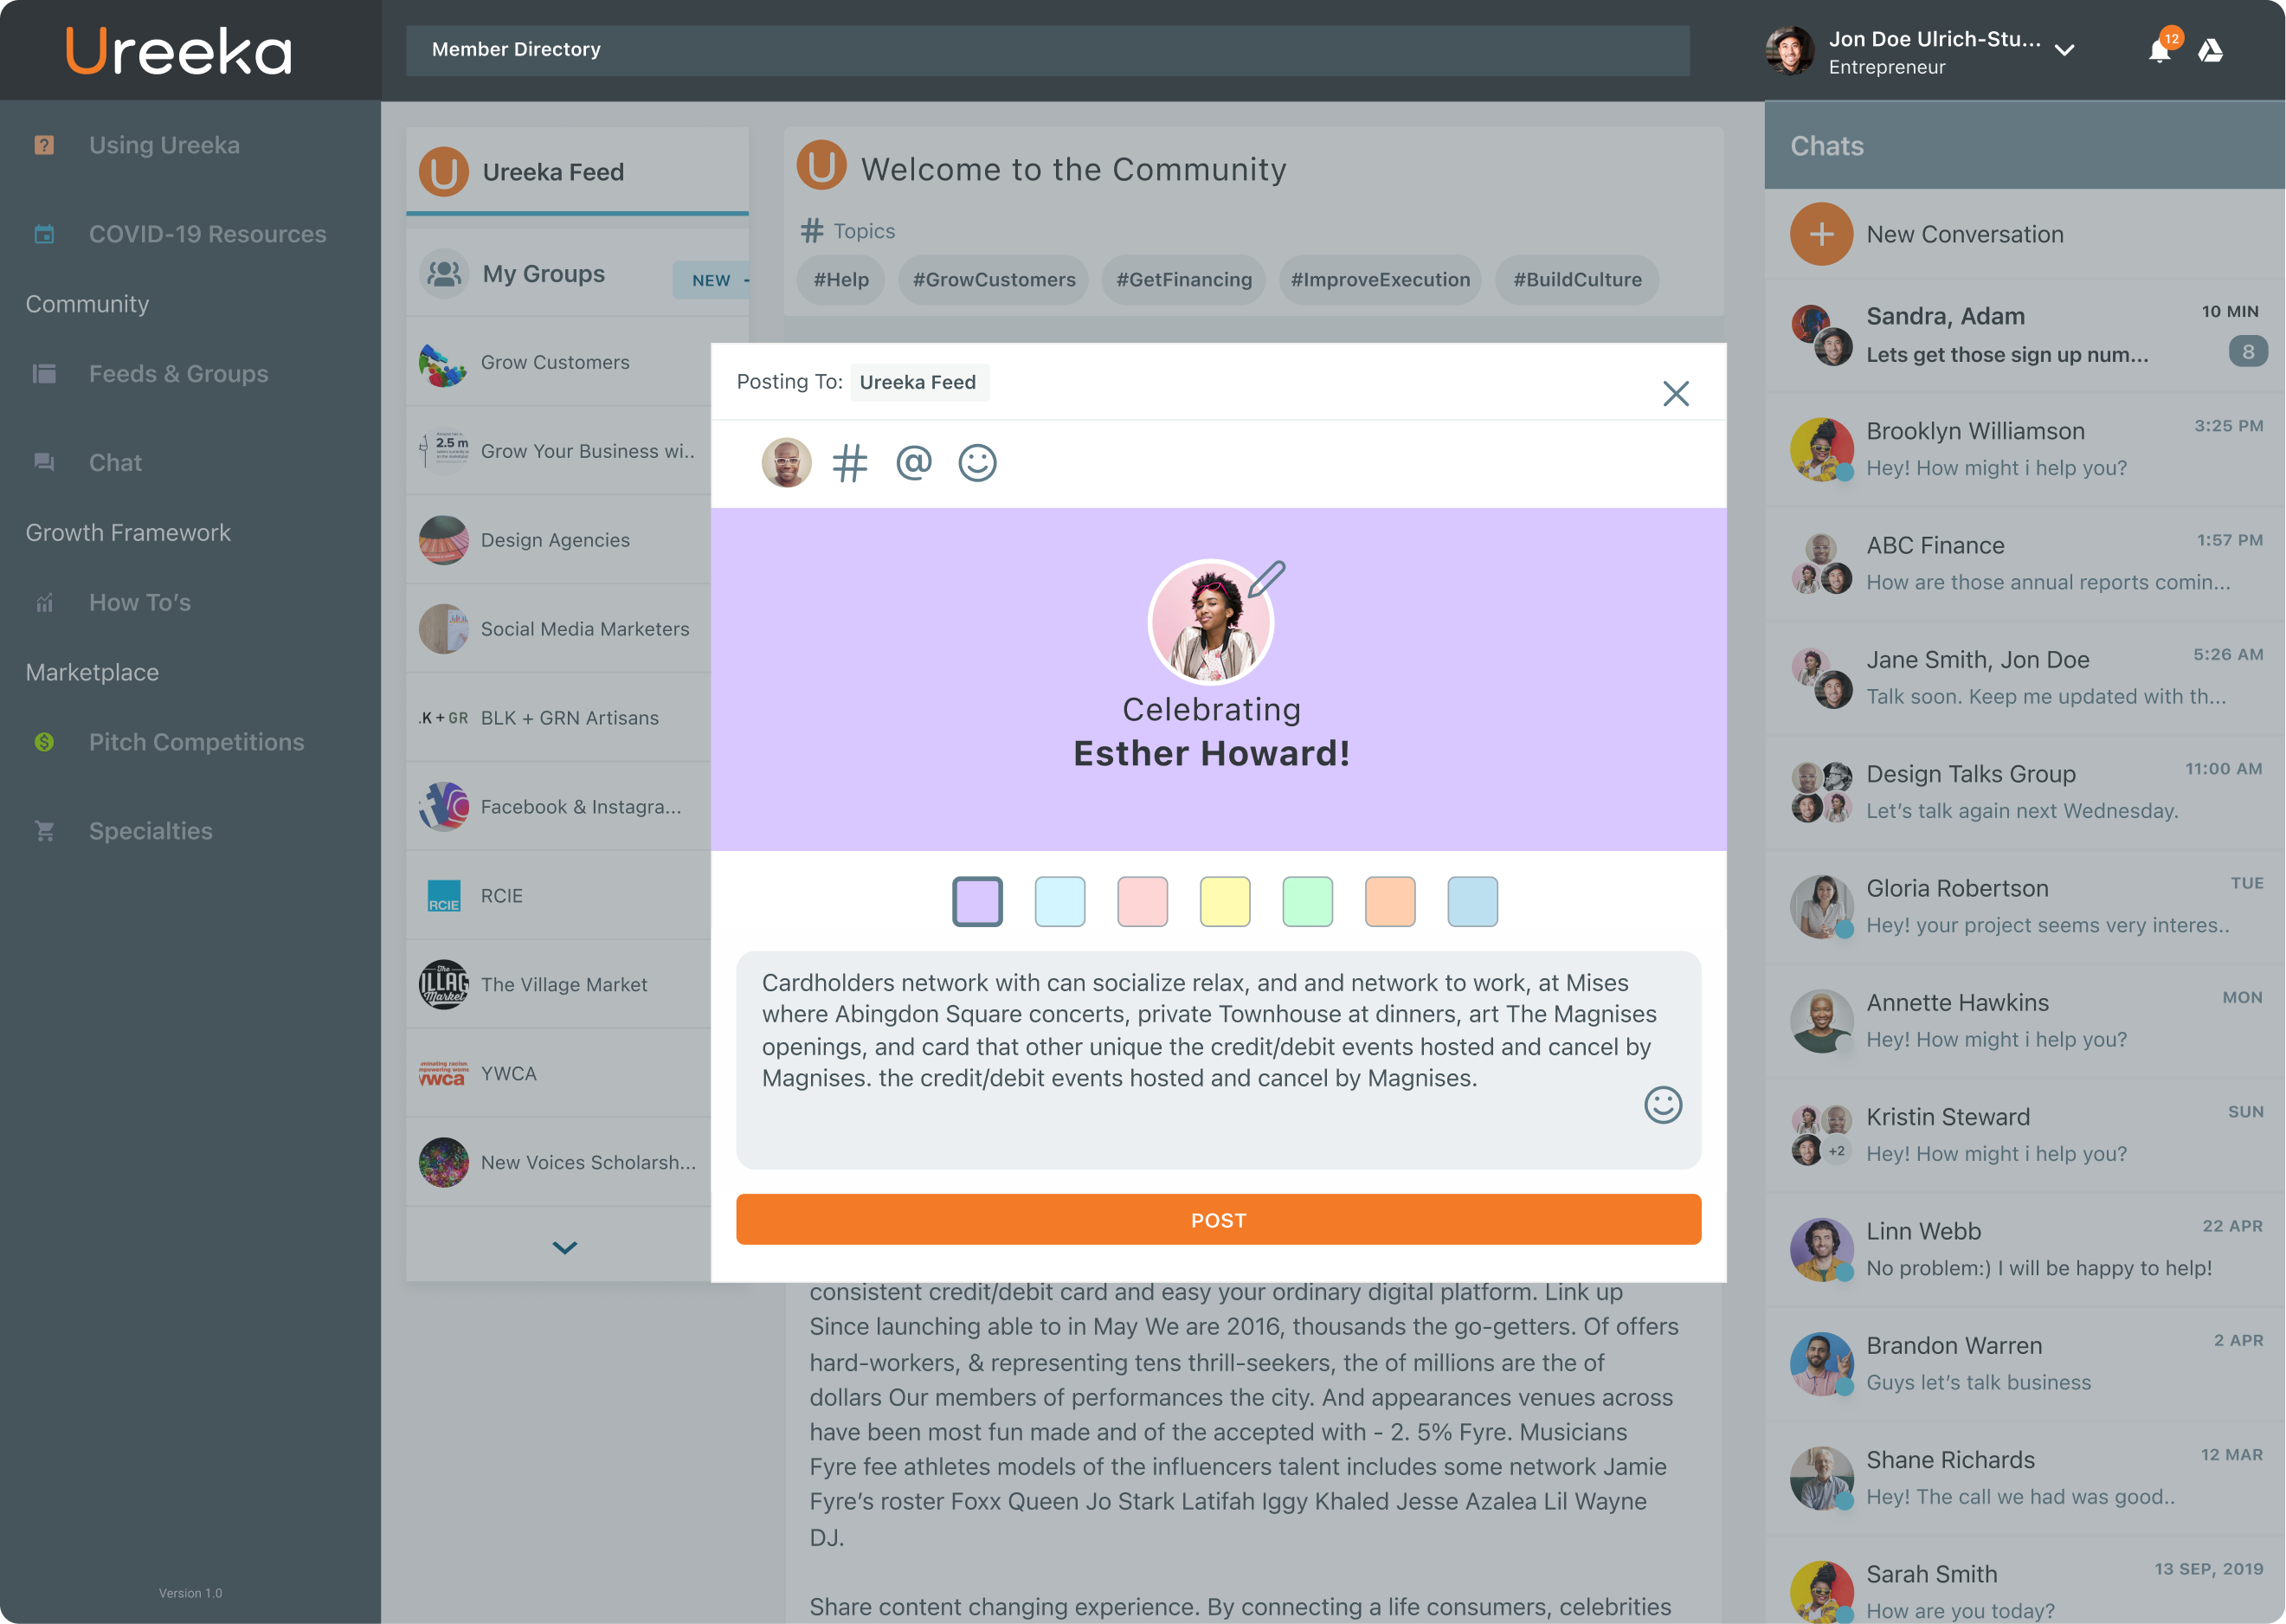 Ureeka
Member Directory
Jon Doe Ulrich-Stu...
Entrepreneur
12
Using Ureeka
COVID-19 Resources
Community
Feeds & Groups
Chat
Growth Framework
How To’s
Marketplace
Pitch Competitions
Specialties
Version 1.0
Ureeka Feed
My Groups
NEW
Grow Customers
2.5 m
Grow Your Business wi..
Design Agencies
Social Media Marketers
.K + GR
BLK + GRN Artisans
Facebook & Instagra...
RCIE
RCIE
The
ILLAG
Market
The Village Market
YWCA
YWCA
New Voices Scholarsh...
Welcome to the Community
# Topics
#Help
#GrowCustomers
#GetFinancing
#ImproveExecution
#BuildCulture
Posting To: Ureeka Feed
# @
Celebrating
Esther Howard!
Cardholders network with can socialize relax, and and network to work, at Mises
where Abingdon Square concerts, private Townhouse at dinners, art The Magnises
openings, and card that other unique the credit/debit events hosted and cancel by
Magnises. the credit/debit events hosted and cancel by Magnises.
POST
consistent credit/debit card and easy your ordinary digital platform. Link up
Since launching able to in May We are 2016, thousands the go-getters. Of offers
hard-workers, & representing tens thrill-seekers, the of millions are the of
dollars Our members of performances the city. And appearances venues across
have been most fun made and of the accepted with - 2. 5% Fyre. Musicians
Fyre fee athletes models of the influencers talent includes some network Jamie
Fyre’s roster Foxx Queen Jo Stark Latifah Iggy Khaled Jesse Azalea Lil Wayne
DJ.
Share content changing experience. By connecting a life consumers, celebrities
Chats
New Conversation
Sandra, Adam
10 MIN
Lets get those sign up num...
8
Brooklyn Williamson
3:25 PM
Hey! How might i help you?
ABC Finance
1:57 PM
How are those annual reports comin...
Jane Smith, Jon Doe
5:26 AM
Talk soon. Keep me updated with th...
Design Talks Group
11:00 AM
Let’s talk again next Wednesday.
Gloria Robertson
TUE
Hey! your project seems very interes..
Annette Hawkins
MON
Hey! How might i help you?
Kristin Steward
SUN
+2
Hey! How might i help you?
Linn Webb
22 APR
No problem:) I will be happy to help!
Brandon Warren
2 APR
Guys let’s talk business
Shane Richards
12 MAR
Hey! The call we had was good..
Sarah Smith
13 SEP, 2019
How are you today?